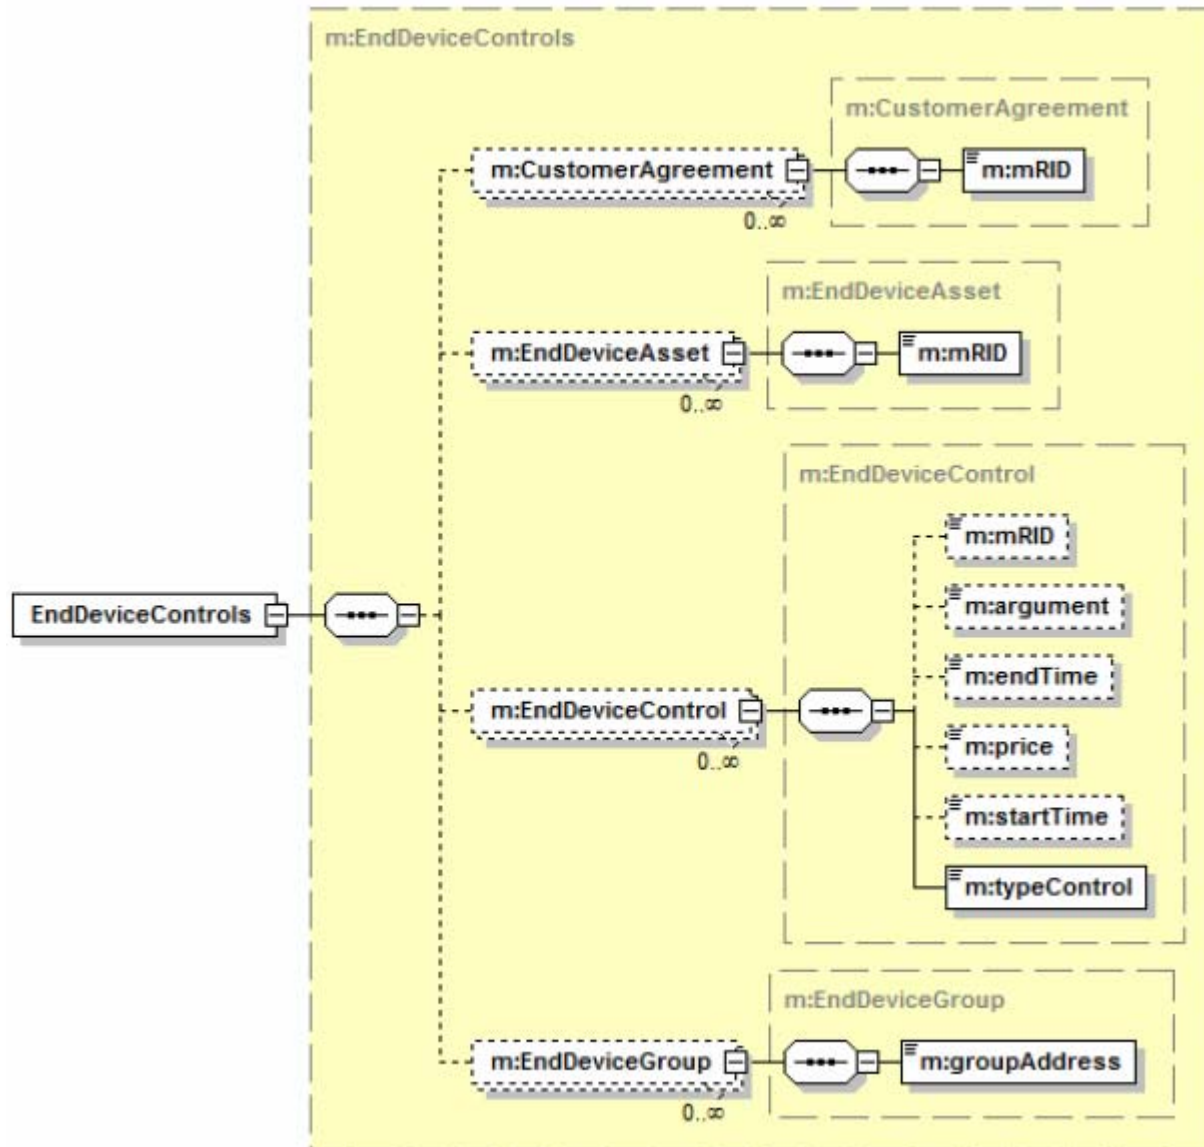 m:EndDeviceControls
m:CustomerAgreement
m:CustomerAgreement
m:mRID
0..∞
m:EndDeviceAsset
m:EndDeviceAsset
m:mRID
0..∞
m:EndDeviceControl
m:mRID
m:argument
EndDeviceControls
m:endTime
m:EndDeviceControl
0..∞
m:price
m:startTime
m:typeControl
m:EndDeviceGroup
m:EndDeviceGroup
m:groupAddress
0..∞